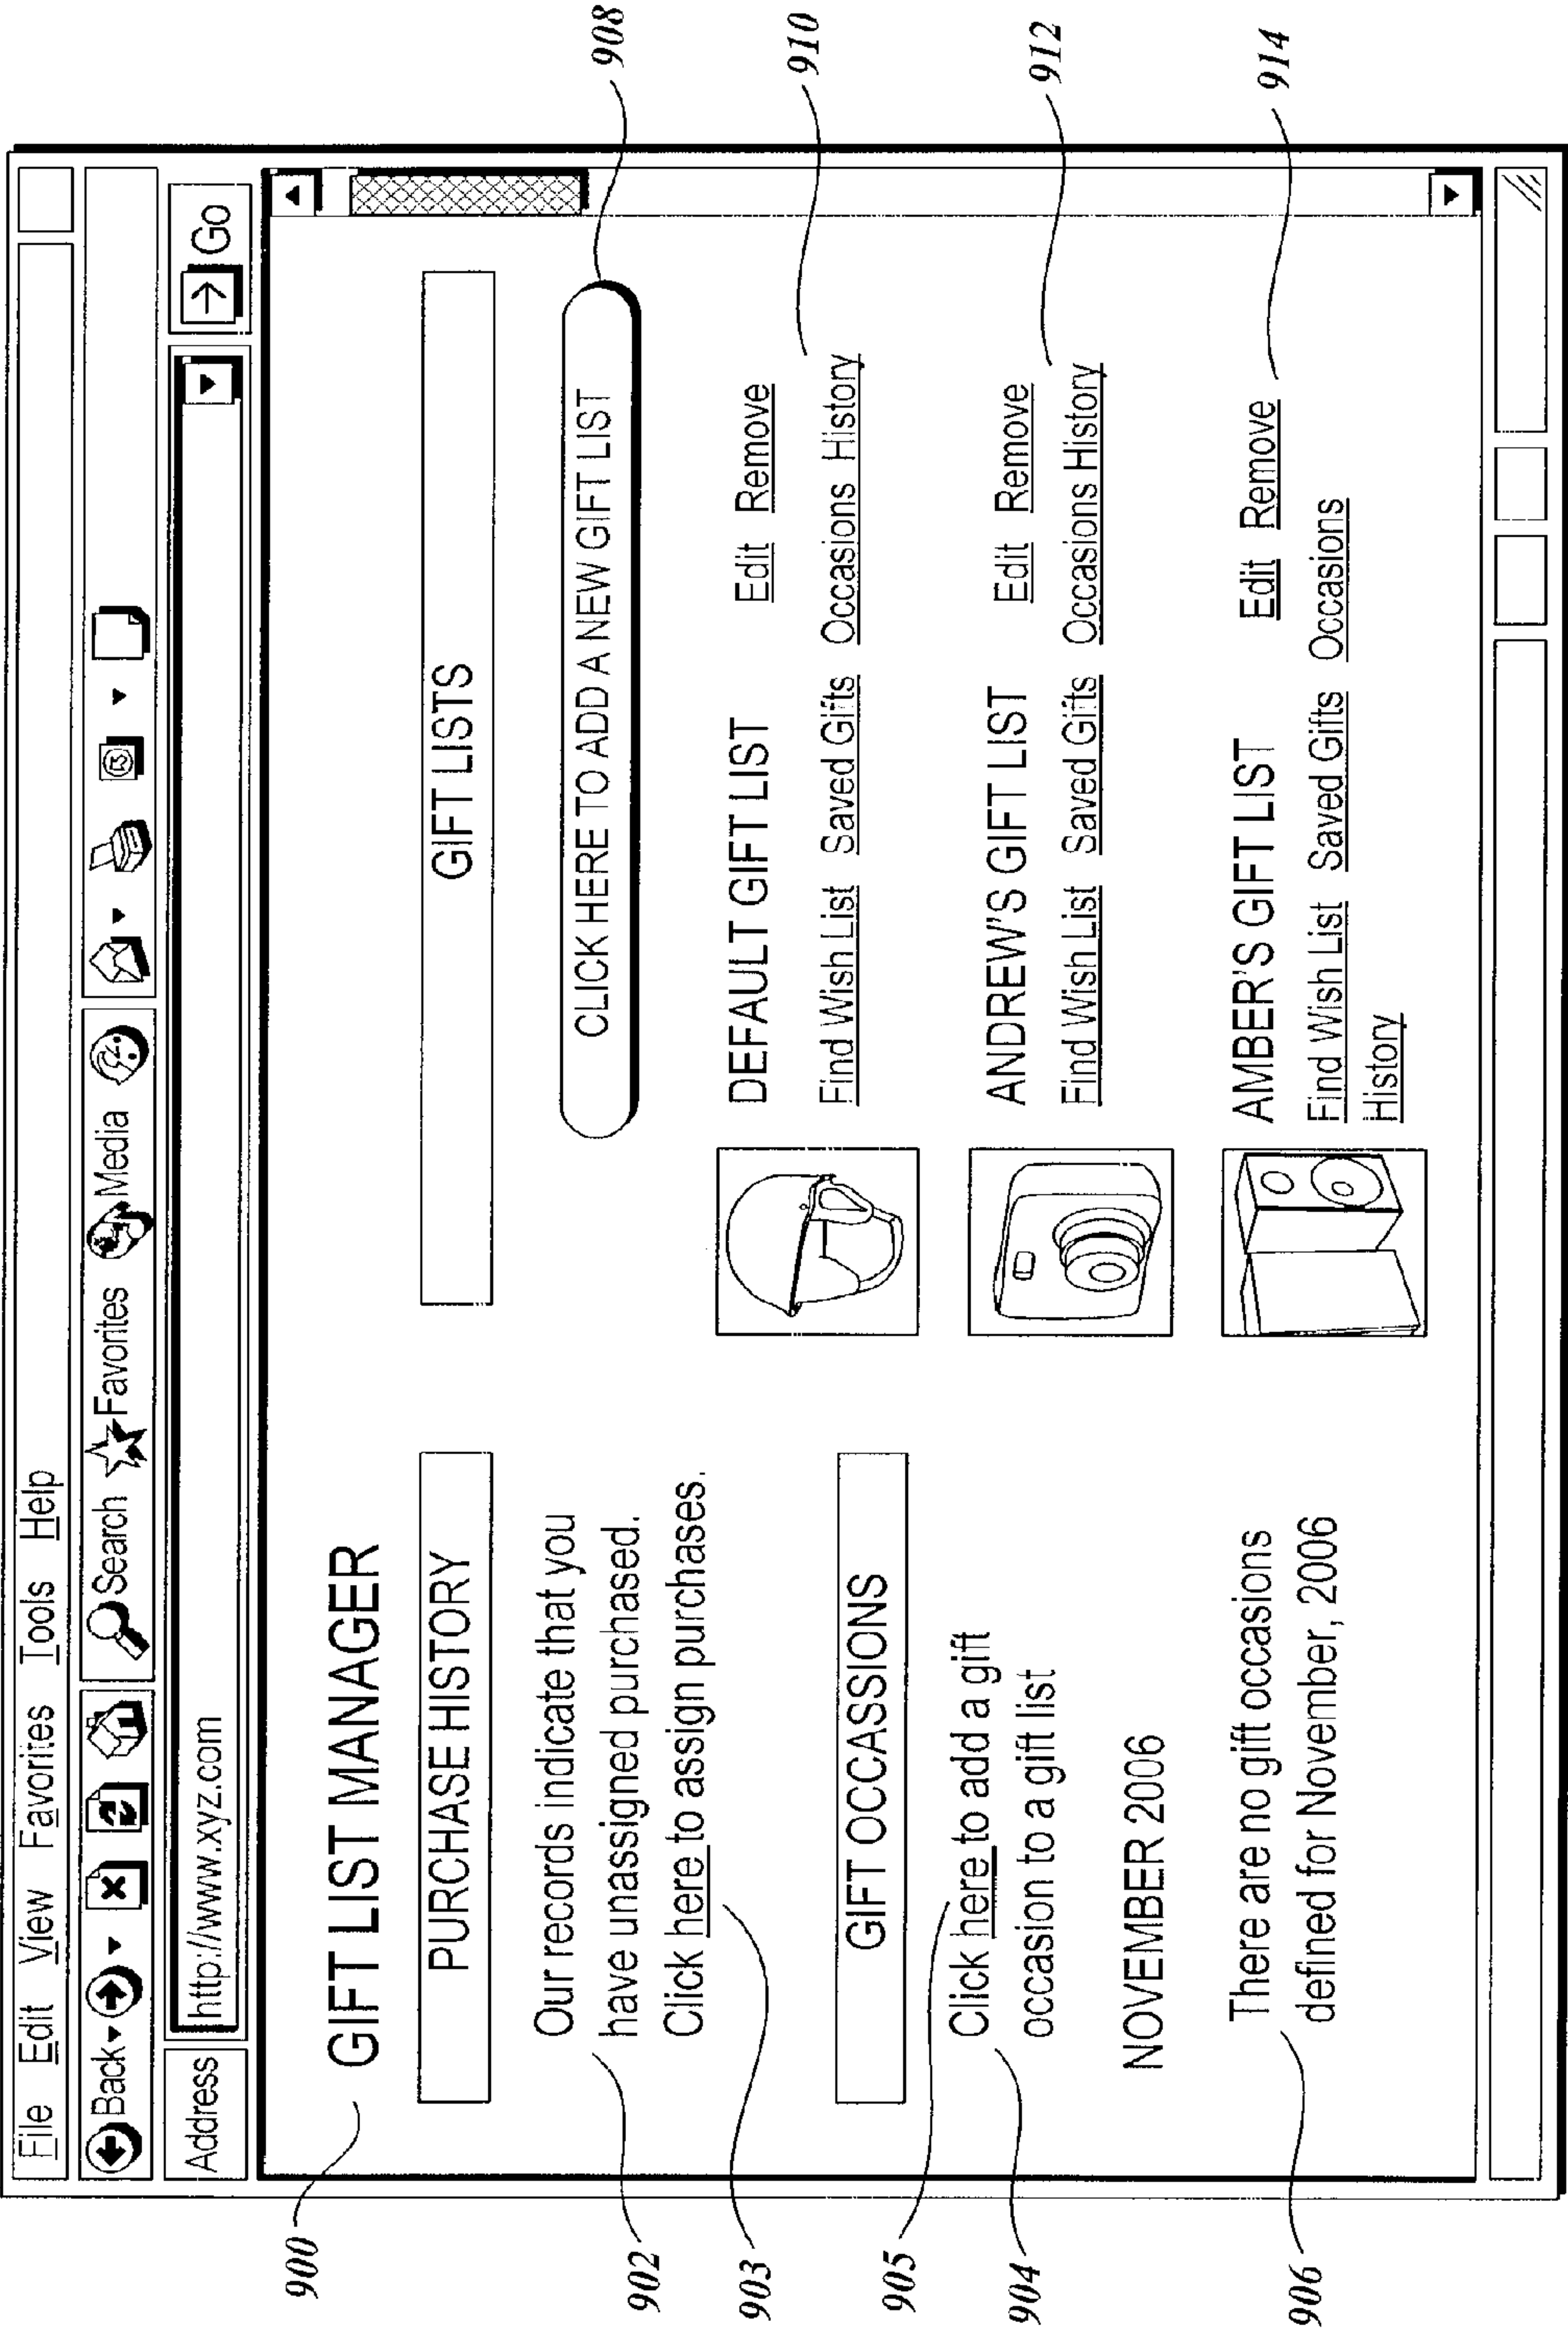 File Edit View Favorites Tools Help
Back Search Favorites Media
Address http://www.xyz.com Go
900
GIFT LIST MANAGER
PURCHASE HISTORY
902
Our records indicate that you
have unassigned purchased.
Click here to assign purchases.
903
GIFT OCCASSIONS
905
Click here to add a gift
occasion to a gift list
904
NOVEMBER 2006
There are no gift occasions
defined for November, 2006
906
GIFT LISTS
CLICK HERE TO ADD A NEW GIFT LIST
908
DEFAULT GIFT LIST Edit Remove
Find Wish List Saved Gifts Occasions History
910
ANDREW'S GIFT LIST Edit Remove
Find Wish List Saved Gifts Occasions History
912
AMBER'S GIFT LIST Edit Remove
Find Wish List Saved Gifts Occasions
History
914